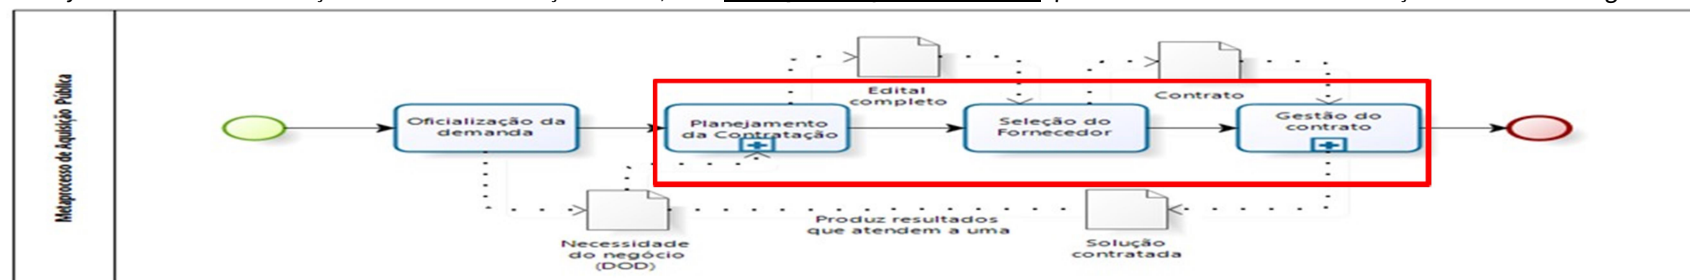 Metaprocesso de Aquisição Pública
Oficialização da
demanda
Planejamento
da Contratação
Seleção do
Fornecedor
Gestão do
contrato
Edital
completo
Contrato
Necessidade
do negócio
(DOD)
Produz resultados
que atendem a uma
Solução
contratada